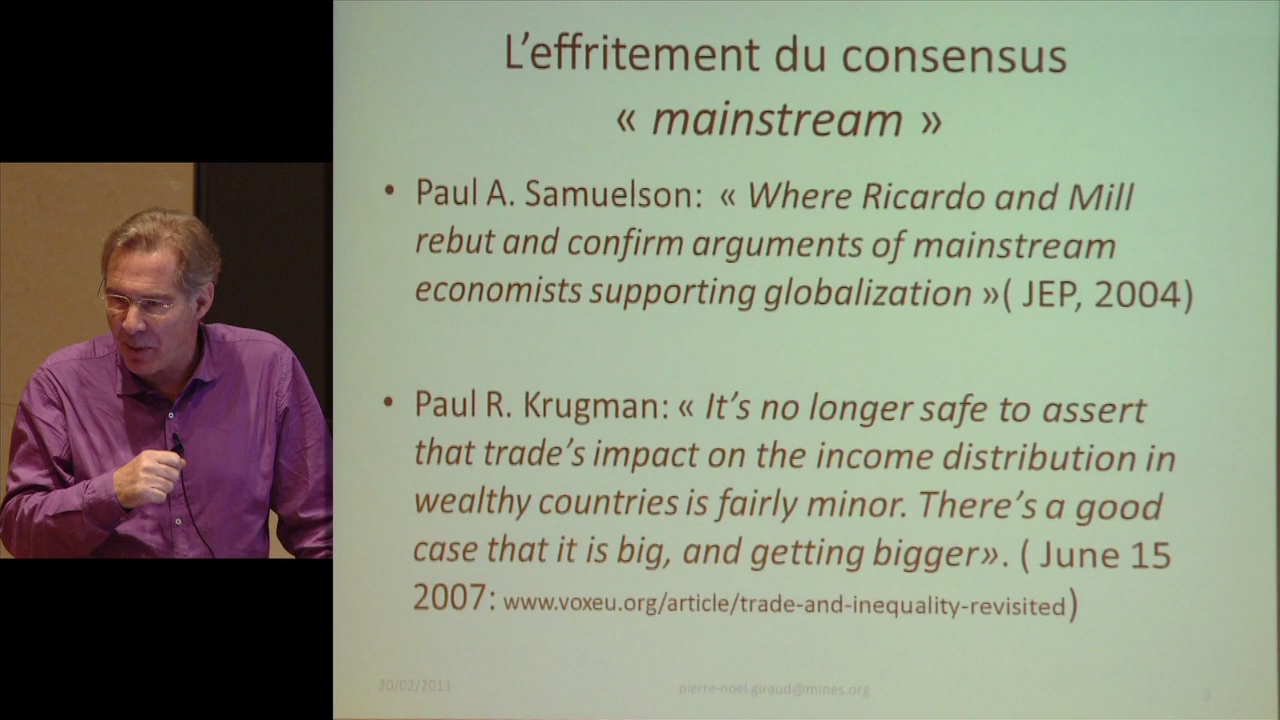 L'effritement du consensus
« mainstream »
• Paul A. Samuelson: « Where Ricardo and Mill
rebut and confirm arguments of mainstream
economists supporting globalization »( JEP, 2004)
• Paul R. Krugman: « It's no longer safe to assert
that trade's impact on the income distribution in
wealthy countries is fairly minor. There's a good
case that it is big, and getting bigger». ( June 15
2007: www.voxeu.org/article/trade-and-inequality-revisited)
20/02/2013
pierre-noel.giraud@mines.org